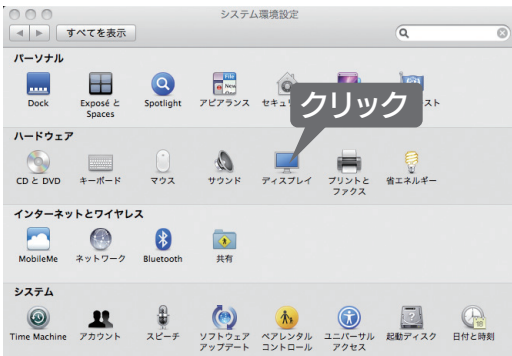 システム環境設定
すべてを表示
パーソナル
Dock
Exposé と
Spaces
Spotlight
File
New
アピアランス
セキュリ
スト
クリック
ハードウェア
CD と DVD
キーボード
マウス
サウンド
ディスプレイ
プリントと
ファクス
省エネルギー
インターネットとワイヤレス
MobileMe
ネットワーク
Bluetooth
共有
システム
Time Machine
アカウント
スピーチ
ソフトウェア
アップデート
ペアレンタル
コントロール
ユニバーサル
アクセス
起動ディスク
日付と時刻